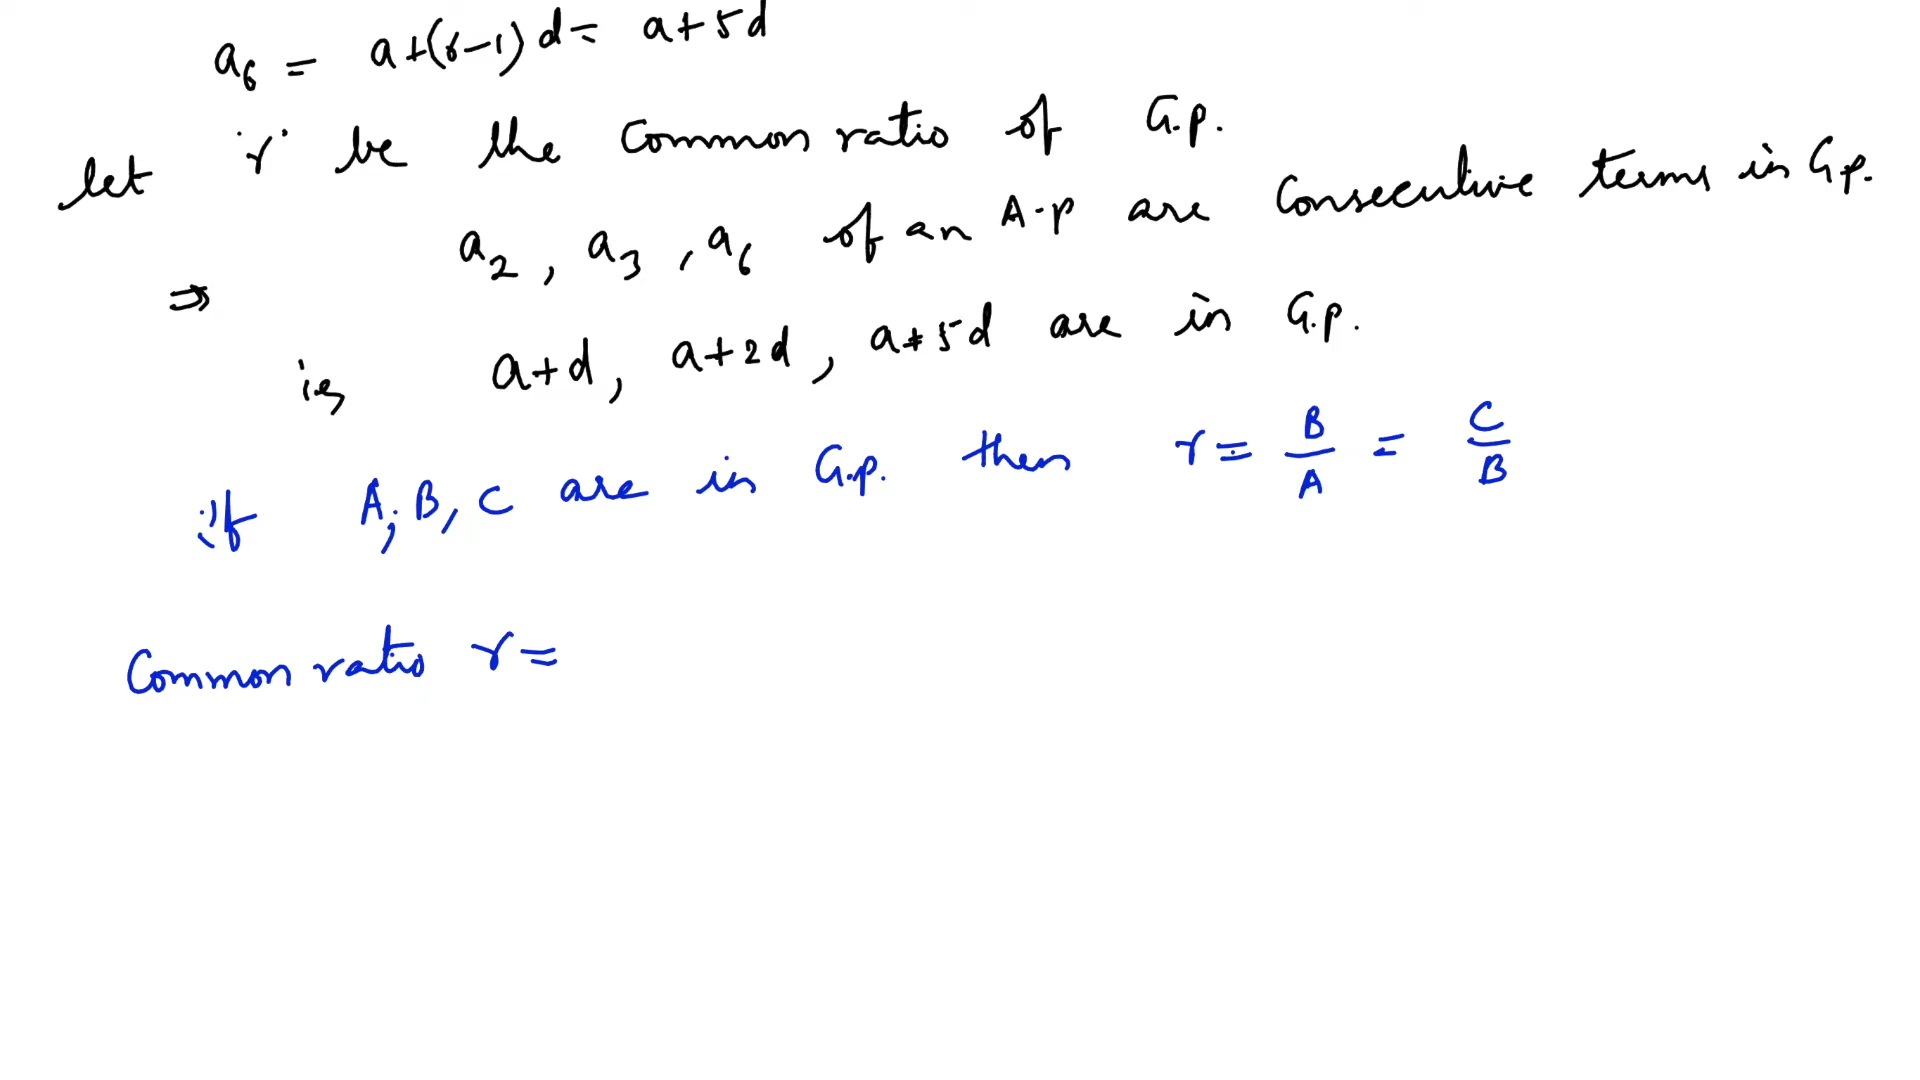 a₆ = a+(6-1)d = a+5d
let 'r' be the Common ratio of G.P.
⇒ a₂, a₃, a₆ of an A.P are Consecutive terms in G.P.
ie, a+d, a+2d, a+5d are in G.P.
if A, B, C are in G.P. then r = B/A = C/B
Common ratio r =